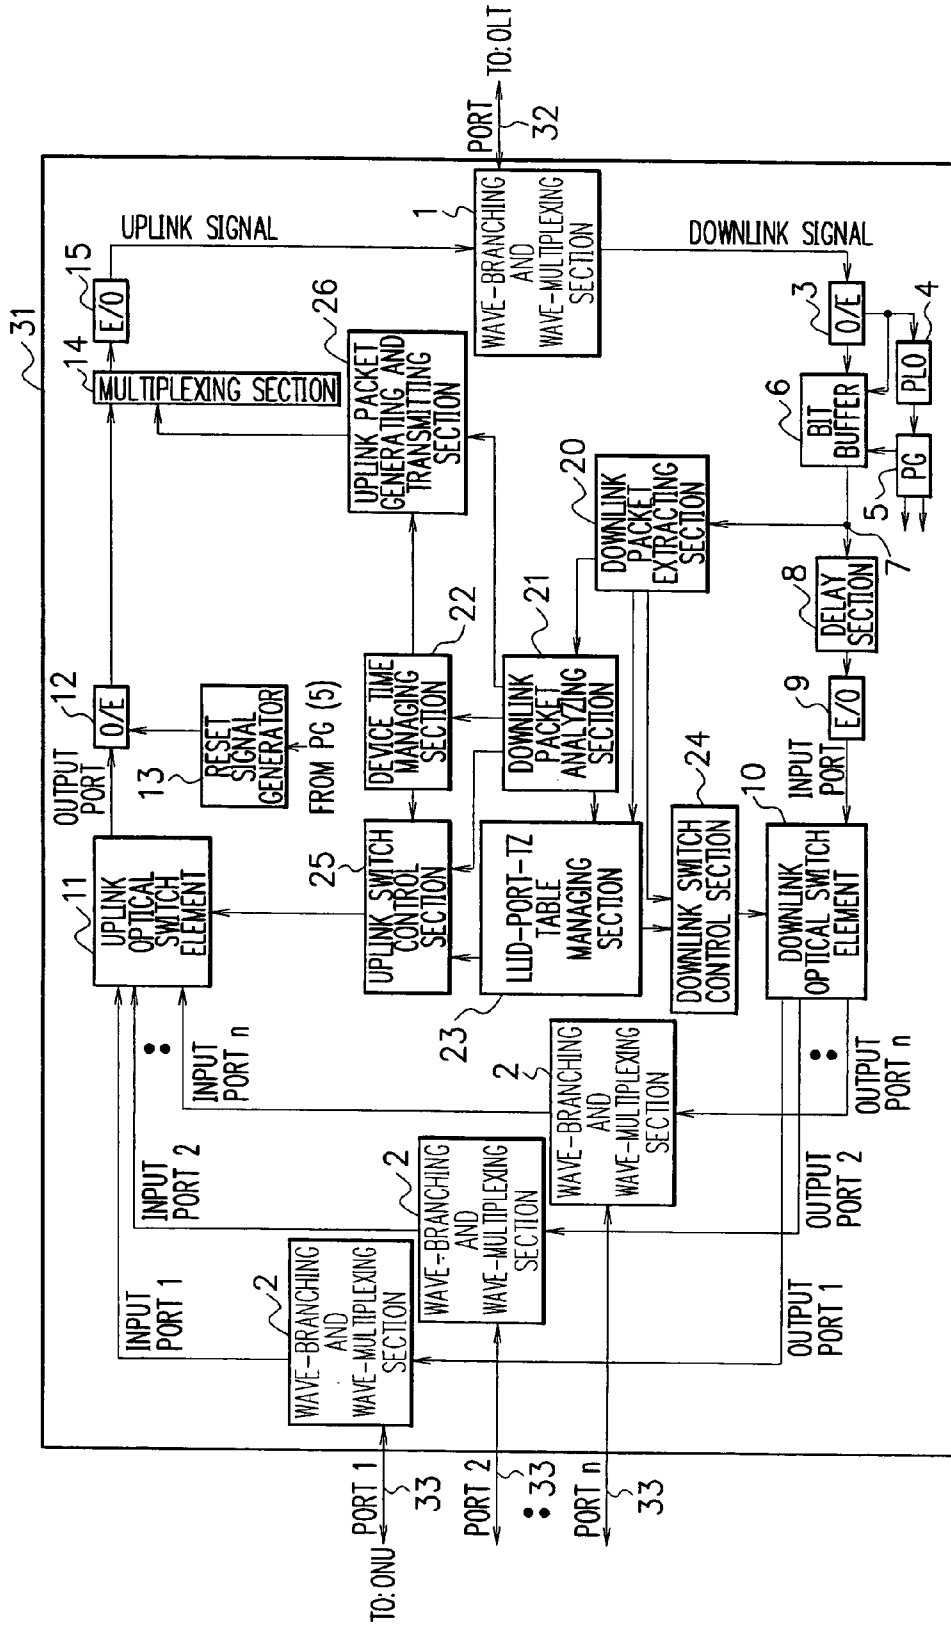 31
TO:ONU
PORT 1
33
PORT 2
33
PORT n
33
INPUT
PORT 1
INPUT
PORT 2
INPUT
PORT n
2
WAVE-BRANCHING
AND
WAVE-MULTIPLEXING
SECTION
2
WAVE-BRANCHING
AND
WAVE-MULTIPLEXING
SECTION
2
WAVE-BRANCHING
AND
WAVE-MULTIPLEXING
SECTION
OUTPUT
PORT 1
OUTPUT
PORT 2
OUTPUT
PORT n
11
UPLINK
OPTICAL
SWITCH
ELEMENT
OUTPUT
PORT
12
O/E
13
RESET
SIGNAL
GENERATOR
FROM PG (5)
14
MULTIPLEXING SECTION
15
E/O
UPLINK SIGNAL
25
UPLINK SWITCH
CONTROL
SECTION
22
DEVICE TIME
MANAGING
SECTION
26
UPLINK PACKET
GENERATING AND
TRANSMITTING
SECTION
23
LLID-PORT-TZ
TABLE
MANAGING
SECTION
21
DOWNLINK
PACKET
ANALYZING
SECTION
20
DOWNLINK
PACKET
EXTRACTING
SECTION
24
DOWNLINK SWITCH
CONTROL SECTION
10
DOWNLINK
OPTICAL SWITCH
ELEMENT
INPUT
PORT
9
E/O
8
DELAY
SECTION
7
6
BIT
BUFFER
5
PG
4
PLO
3
O/E
DOWNLINK SIGNAL
1
WAVE-BRANCHING
AND
WAVE-MULTIPLEXING
SECTION
PORT
32
TO:OLT